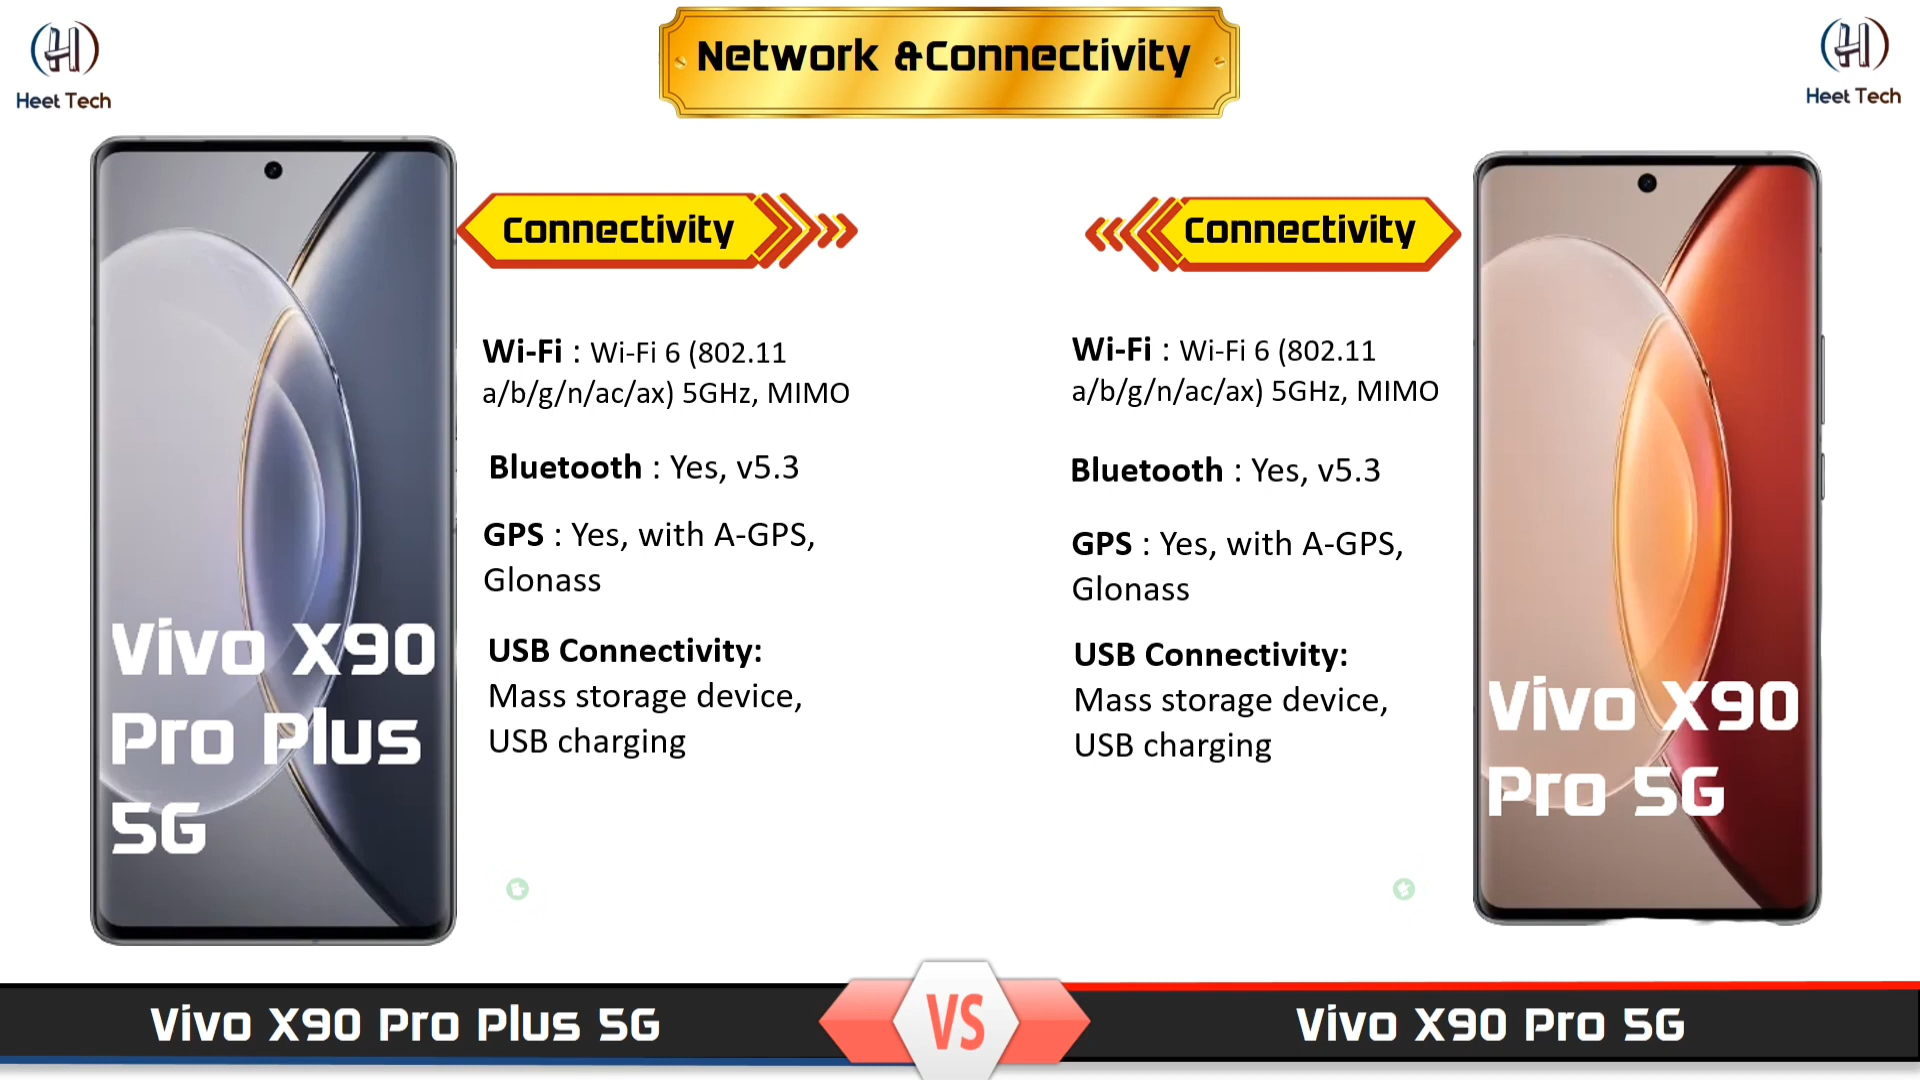 Heet Tech
Network &Connectivity
Heet Tech
Connectivity
Wi-Fi : Wi-Fi 6 (802.11
a/b/g/n/ac/ax) 5GHz, MIMO
Bluetooth : Yes, v5.3
GPS : Yes, with A-GPS,
Glonass
USB Connectivity:
Mass storage device,
USB charging
Vivo X90
Pro Plus
5G
Connectivity
Wi-Fi : Wi-Fi 6 (802.11
a/b/g/n/ac/ax) 5GHz, MIMO
Bluetooth : Yes, v5.3
GPS : Yes, with A-GPS,
Glonass
USB Connectivity:
Mass storage device,
USB charging
Vivo X90
Pro 5G
Vivo X90 Pro Plus 5G
VS
Vivo X90 Pro 5G